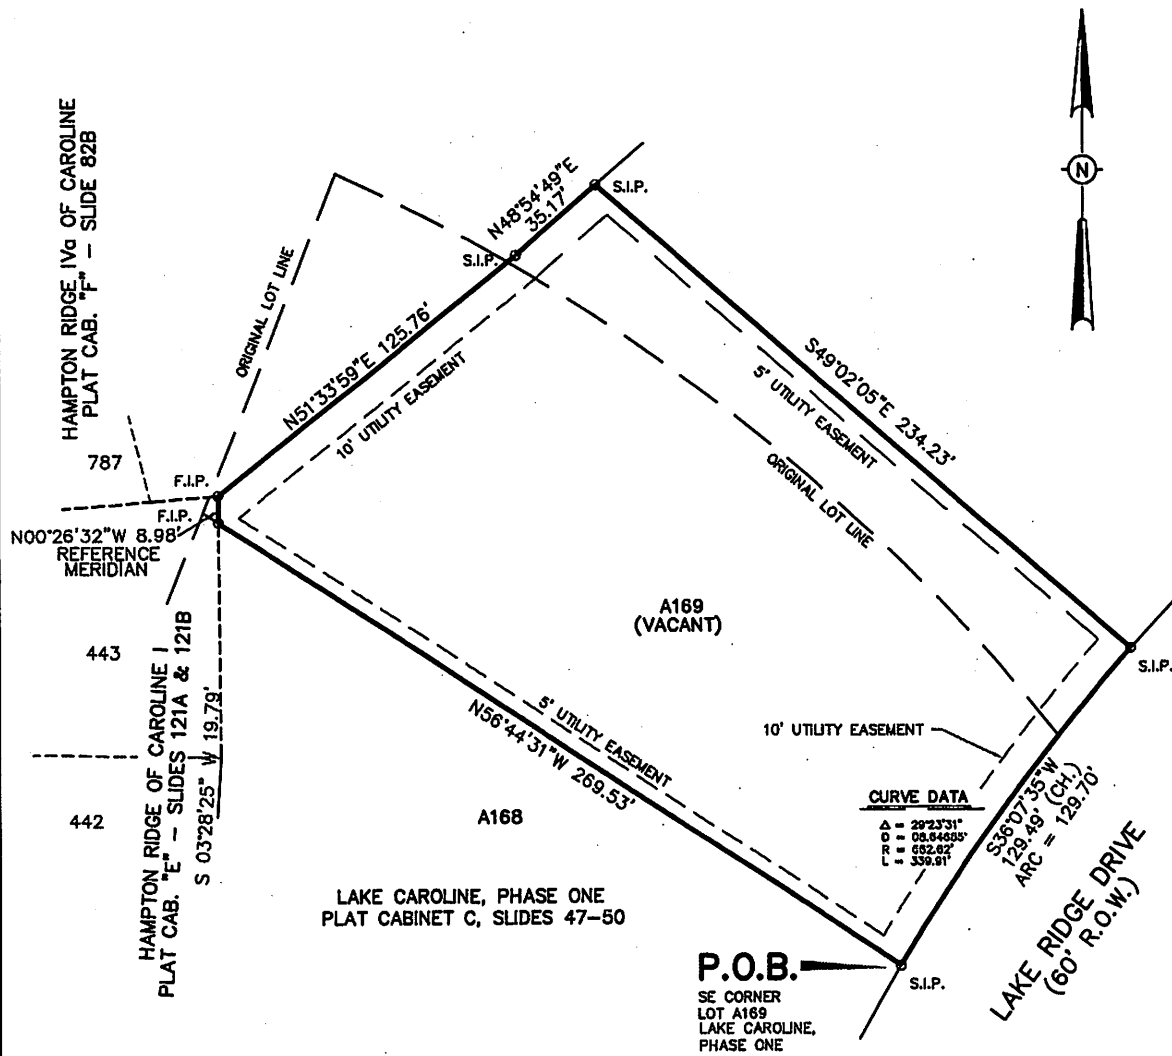 N
HAMPTON RIDGE IVa OF CAROLINE
PLAT CAB. "F" - SLIDE 82B
787
ORIGINAL LOT LINE
N48°54'49"E
35.17'
S.I.P.
S.I.P.
N51°33'59"E 125.76'
10' UTILITY EASEMENT
S49°02'05"E 234.23'
5' UTILITY EASEMENT
ORIGINAL LOT LINE
F.I.P.
F.I.P.
N00°26'32"W 8.98'
REFERENCE
MERIDIAN
443
442
HAMPTON RIDGE OF CAROLINE I
PLAT CAB. "E" - SLIDES 121A & 121B
S 03°28'25" W 19.79'
A169
(VACANT)
S.I.P.
5' UTILITY EASEMENT
N56°44'31"W 269.53'
10' UTILITY EASEMENT
A168
CURVE DATA
Δ = 29°23'31"
D = 08.64685°
R = 662.62'
L = 339.91'
S36°07'35"W
129.49' (CH.)
ARC = 129.70'
LAKE RIDGE DRIVE
(60' R.O.W.)
LAKE CAROLINE, PHASE ONE
PLAT CABINET C, SLIDES 47-50
P.O.B.
SE CORNER
LOT A169
LAKE CAROLINE,
PHASE ONE
S.I.P.